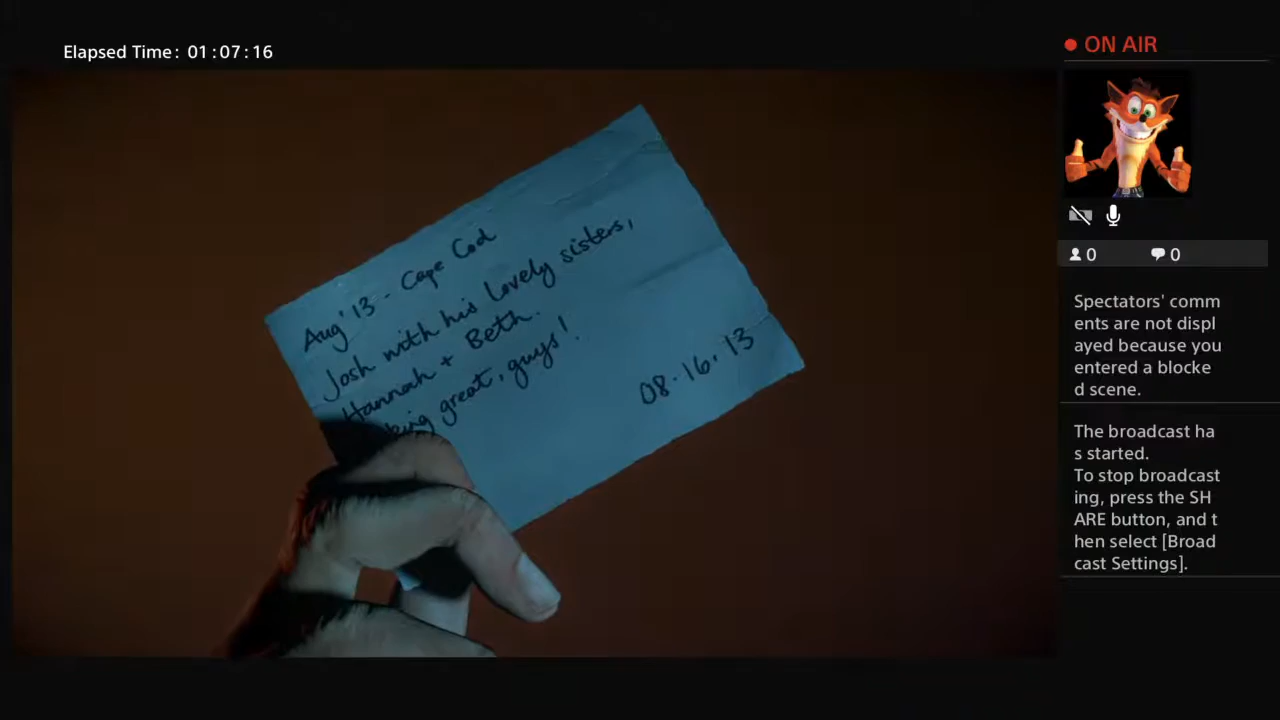 Elapsed Time: 01:07:16
ON AIR
Aug '13 - Cape Cod
Josh with his lovely sisters,
Hannah + Beth.
great, guys!
08.16.13
0
0
Spectators' comm
ents are not displ
ayed because you
entered a blocke
d scene.
The broadcast ha
s started.
To stop broadcast
ing, press the SH
ARE button, and t
hen select [Broad
cast Settings].